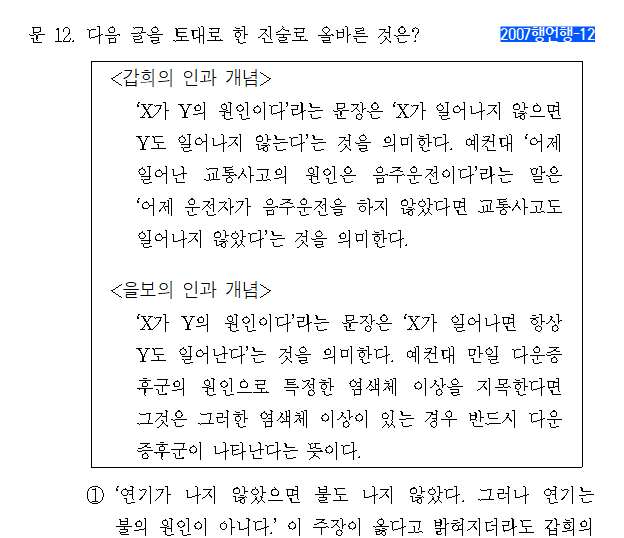 문 12. 다음 글을 토대로 한 진술로 올바른 것은?
2007행언행-12
<갑희의 인과 개념>
‘X가 Y의 원인이다’라는 문장은 ‘X가 일어나지 않으면
Y도 일어나지 않는다’는 것을 의미한다. 예컨대 ‘어제
일어난 교통사고의 원인은 음주운전이다’라는 말은
‘어제 운전자가 음주운전을 하지 않았다면 교통사고도
일어나지 않았다’는 것을 의미한다.
<을보의 인과 개념>
‘X가 Y의 원인이다’라는 문장은 ‘X가 일어나면 항상
Y도 일어난다’는 것을 의미한다. 예컨대 만일 다운증
후군의 원인으로 특정한 염색체 이상을 지목한다면
그것은 그러한 염색체 이상이 있는 경우 반드시 다운
증후군이 나타난다는 뜻이다.
① ‘연기가 나지 않았으면 불도 나지 않았다. 그러나 연기는
불의 원인이 아니다.’ 이 주장이 옳다고 밝혀지더라도 갑희의